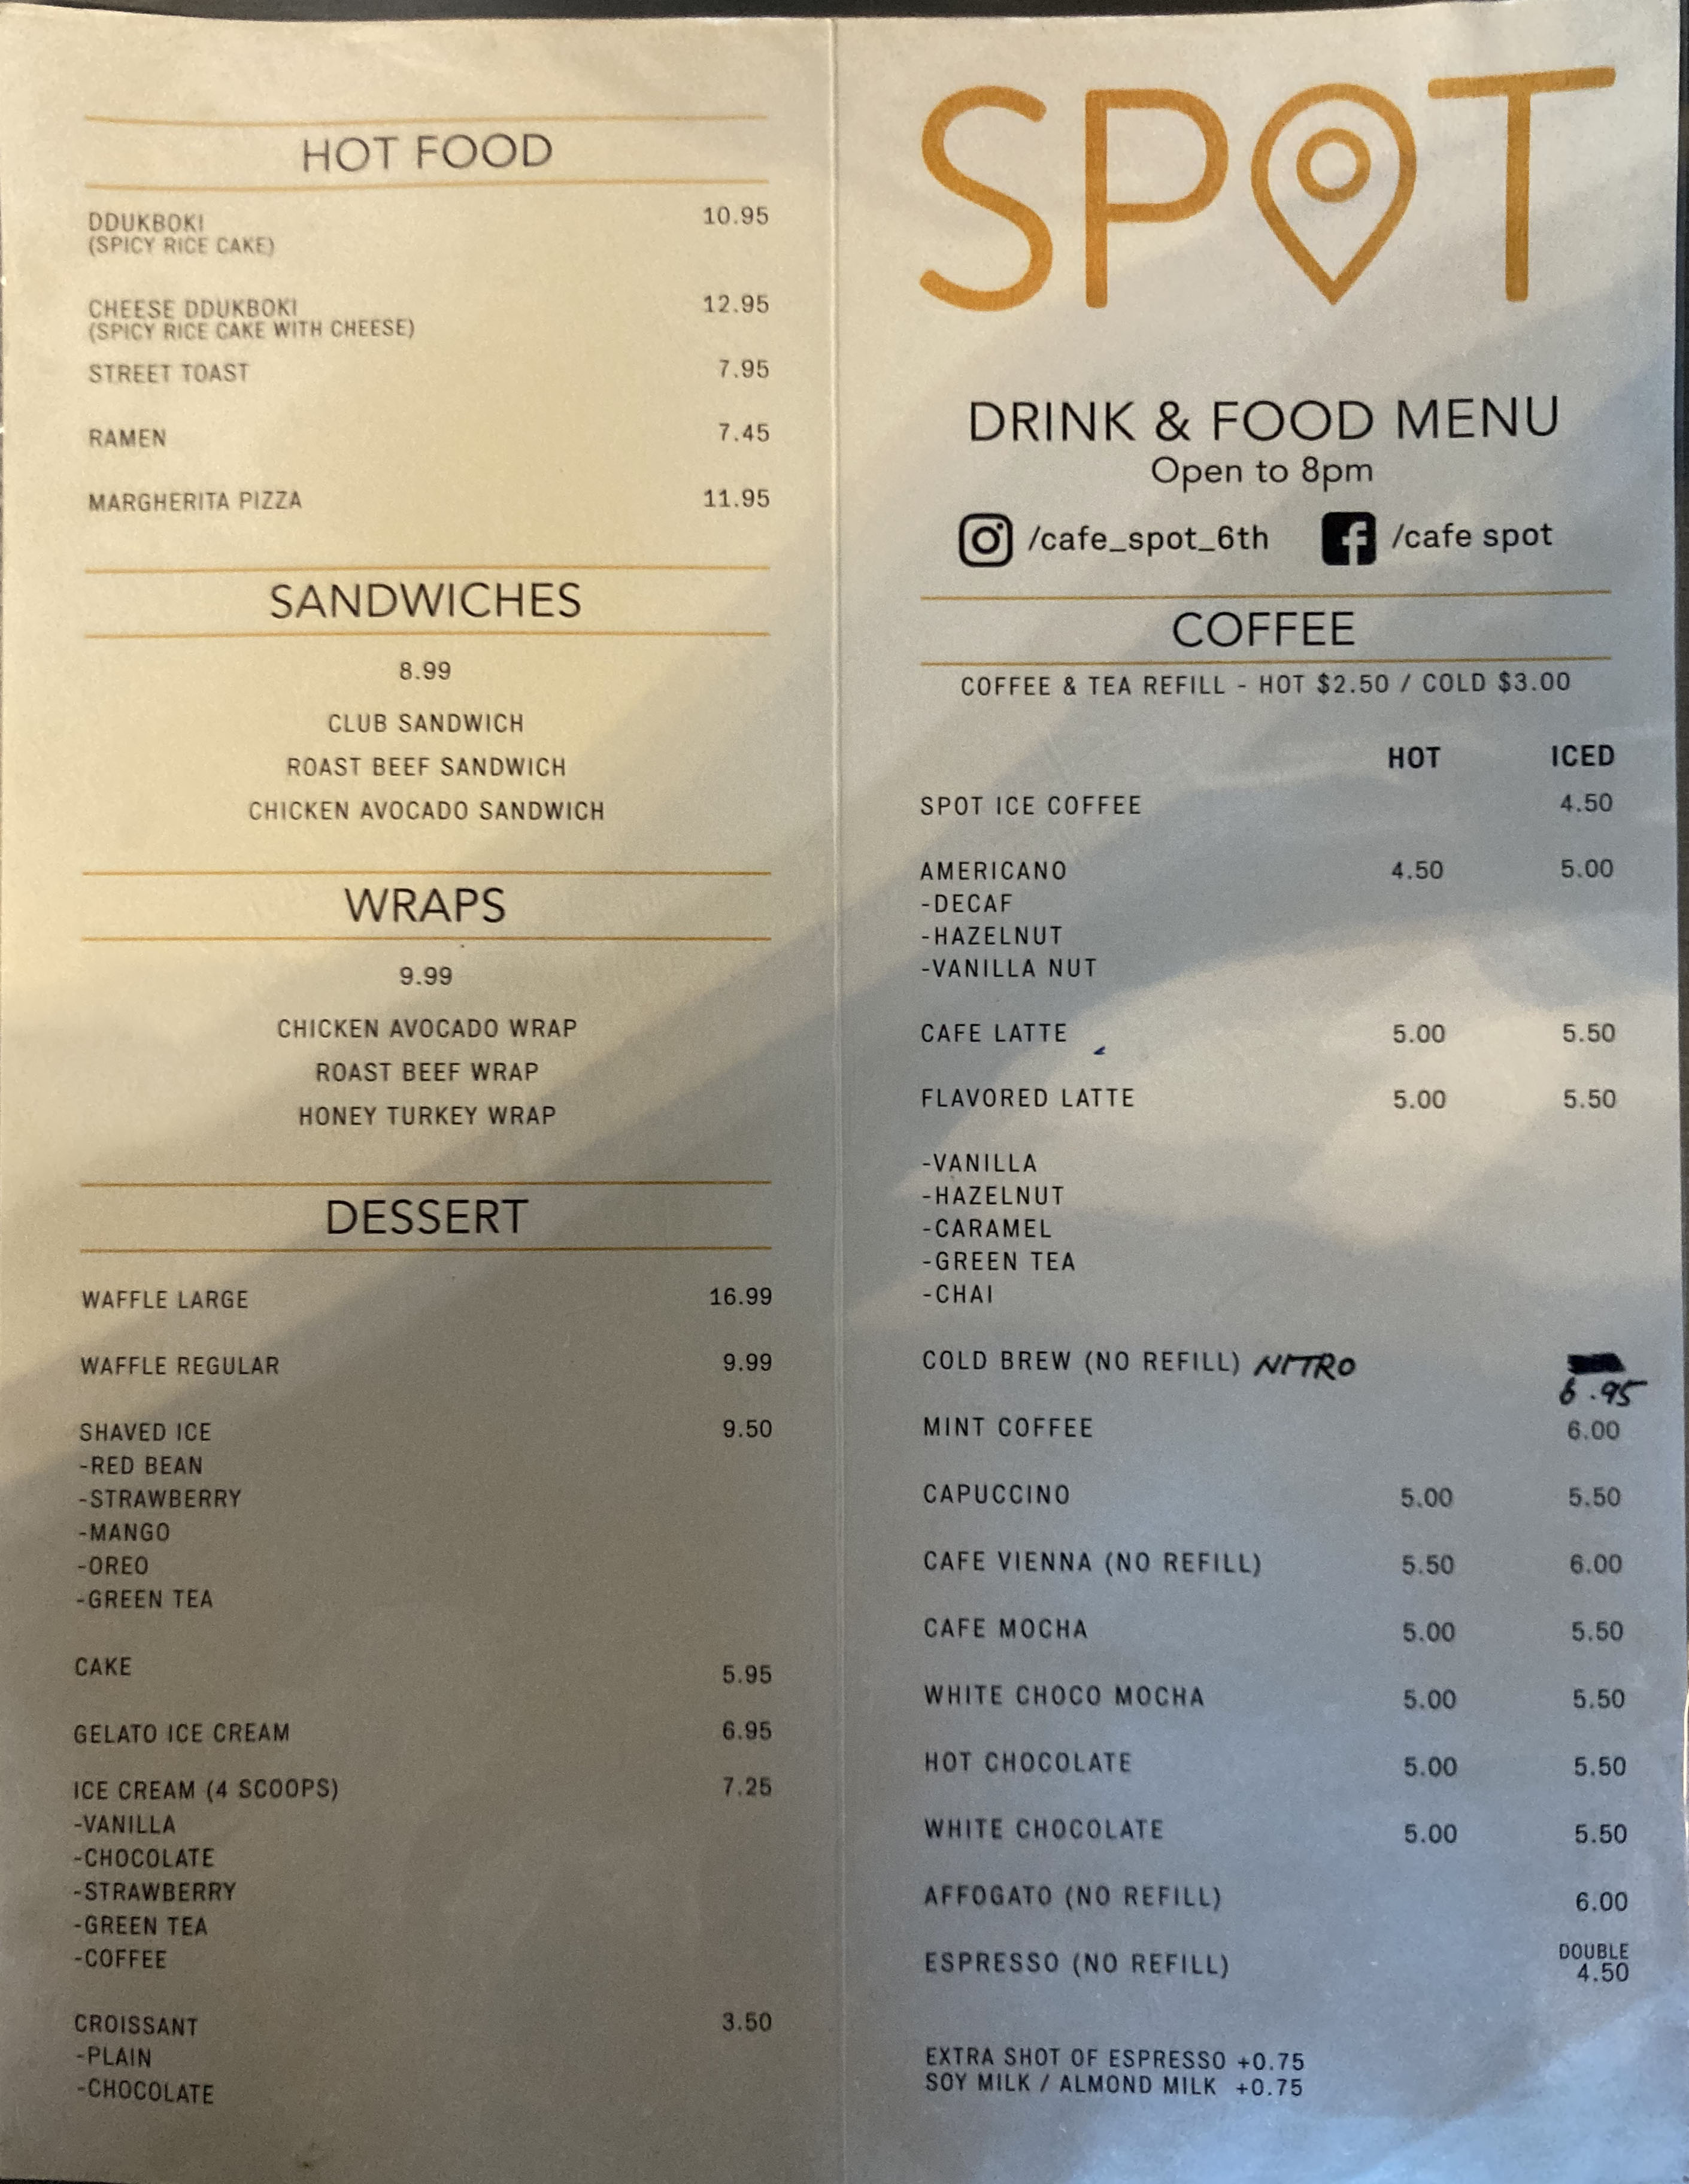 HOT FOOD
DDUKBOKI 10.95
(SPICY RICE CAKE)
CHEESE DDUKBOKI 12.95
(SPICY RICE CAKE WITH CHEESE)
STREET TOAST 7.95
RAMEN 7.45
MARGHERITA PIZZA 11.95
SANDWICHES
8.99
CLUB SANDWICH
ROAST BEEF SANDWICH
CHICKEN AVOCADO SANDWICH
WRAPS
9.99
CHICKEN AVOCADO WRAP
ROAST BEEF WRAP
HONEY TURKEY WRAP
DESSERT
WAFFLE LARGE 16.99
WAFFLE REGULAR 9.99
SHAVED ICE 9.50
-RED BEAN
-STRAWBERRY
-MANGO
-OREO
-GREEN TEA
CAKE 5.95
GELATO ICE CREAM 6.95
ICE CREAM (4 SCOOPS) 7.25
-VANILLA
-CHOCOLATE
-STRAWBERRY
-GREEN TEA
-COFFEE
CROISSANT 3.50
-PLAIN
-CHOCOLATE
SPOT
DRINK & FOOD MENU
Open to 8pm
/cafe_spot_6th /cafe spot
COFFEE
COFFEE & TEA REFILL - HOT $2.50 / COLD $3.00
HOT ICED
SPOT ICE COFFEE 4.50
AMERICANO 4.50 5.00
-DECAF
-HAZELNUT
-VANILLA NUT
CAFE LATTE 5.00 5.50
FLAVORED LATTE 5.00 5.50
-VANILLA
-HAZELNUT
-CARAMEL
-GREEN TEA
-CHAI
COLD BREW (NO REFILL) NITRO
6.95
MINT COFFEE 6.00
CAPUCCINO 5.00 5.50
CAFE VIENNA (NO REFILL) 5.50 6.00
CAFE MOCHA 5.00 5.50
WHITE CHOCO MOCHA 5.00 5.50
HOT CHOCOLATE 5.00 5.50
WHITE CHOCOLATE 5.00 5.50
AFFOGATO (NO REFILL) 6.00
ESPRESSO (NO REFILL) DOUBLE
4.50
EXTRA SHOT OF ESPRESSO +0.75
SOY MILK / ALMOND MILK +0.75